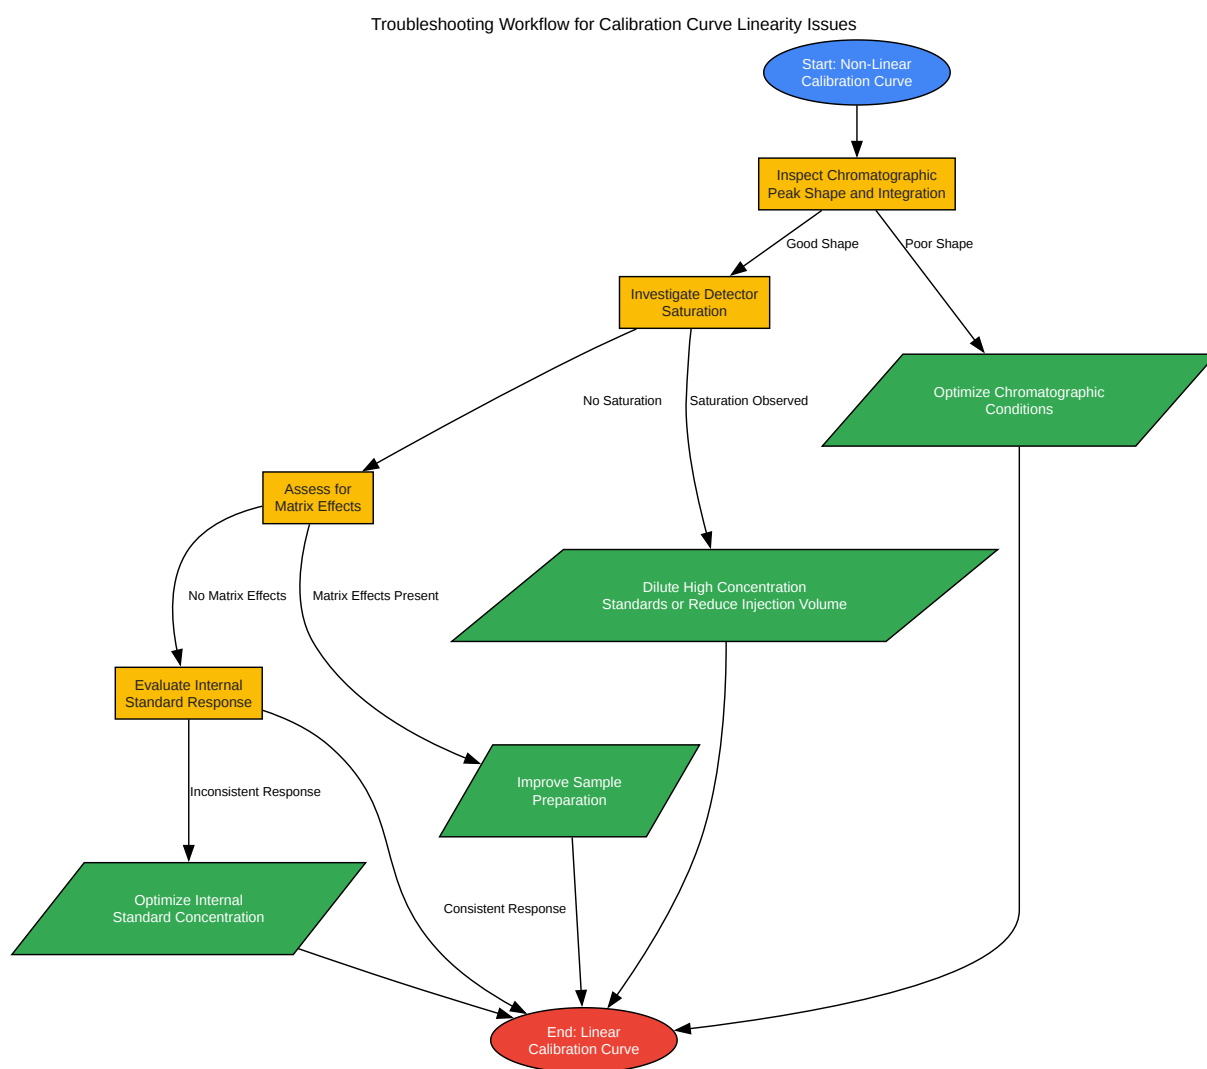 Troubleshooting Workflow for Calibration Curve Linearity Issues
Start: Non-Linear
Calibration Curve
Inspect Chromatographic
Peak Shape and Integration
Good Shape
Poor Shape
Investigate Detector
Saturation
Optimize Chromatographic
Conditions
No Saturation
Saturation Observed
Assess for
Matrix Effects
Dilute High Concentration
Standards or Reduce Injection Volume
No Matrix Effects
Matrix Effects Present
Evaluate Internal
Standard Response
Improve Sample
Preparation
Inconsistent Response
Optimize Internal
Standard Concentration
Consistent Response
End: Linear
Calibration Curve